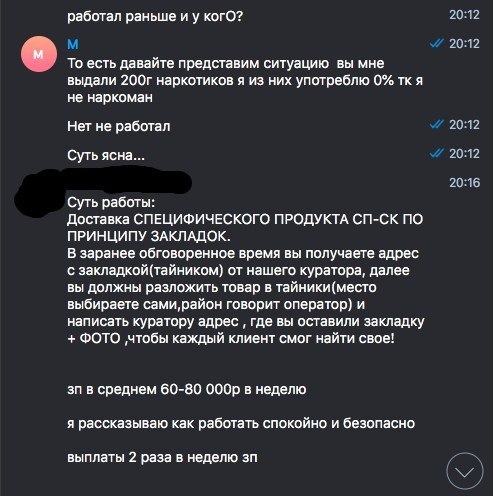 работал раньше и у когО?
20:12
M
M
20:12
То есть давайте представим ситуацию вы мне
выдали 200г наркотиков я из них употреблю 0% тк я
не наркоман
Нет не работал
20:12
Суть ясна...
20:12
20:16
Суть работы:
Доставка СПЕЦИФИЧЕСКОГО ПРОДУКТА СП-СК ПО
ПРИНЦИПУ ЗАКЛАДОК.
В заранее обговоренное время вы получаете адрес
с закладкой(тайником) от нашего куратора, далее
вы должны разложить товар в тайники(место
выбираете сами,район говорит оператор) и
написать куратору адрес , где вы оставили закладку
+ ФОТО ,чтобы каждый клиент смог найти свое!
зп в среднем 60-80 000р в неделю
я рассказываю как работать спокойно и безопасно
выплаты 2 раза в неделю зп